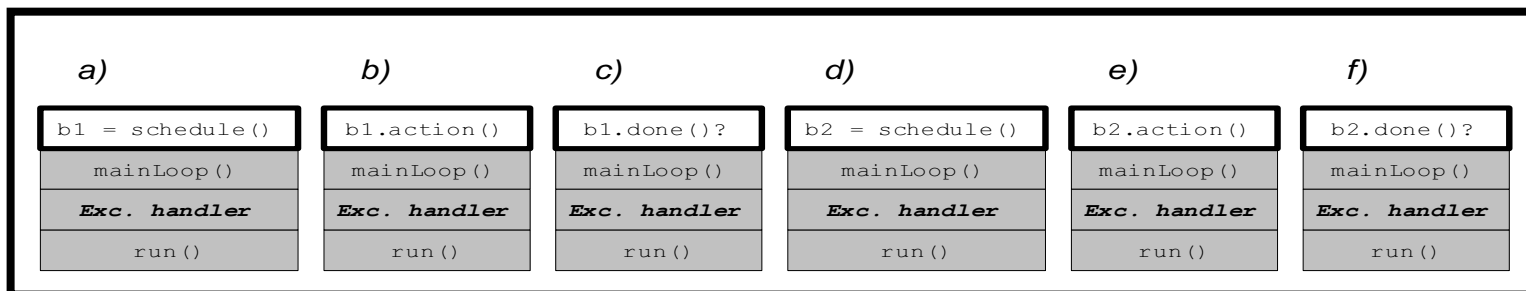 a) b) c) d) e) f)
b1 = schedule() b1.action() b1.done()? b2 = schedule() b2.action() b2.done()?
mainLoop() mainLoop() mainLoop() mainLoop() mainLoop() mainLoop()
Exc. handler Exc. handler Exc. handler Exc. handler Exc. handler Exc. handler
run() run() run() run() run() run()